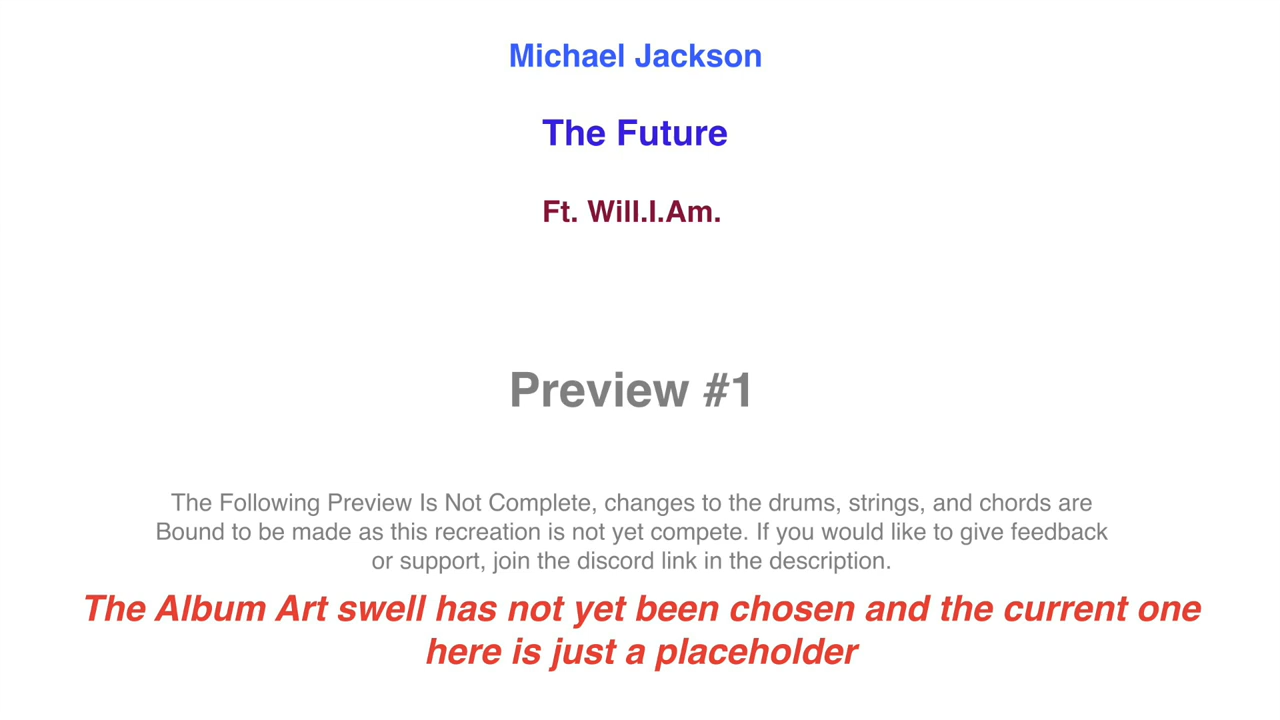 Michael Jackson
The Future
Ft. Will.I.Am.
Preview #1
The Following Preview Is Not Complete, changes to the drums, strings, and chords are
Bound to be made as this recreation is not yet compete. If you would like to give feedback
or support, join the discord link in the description.
The Album Art swell has not yet been chosen and the current one
here is just a placeholder